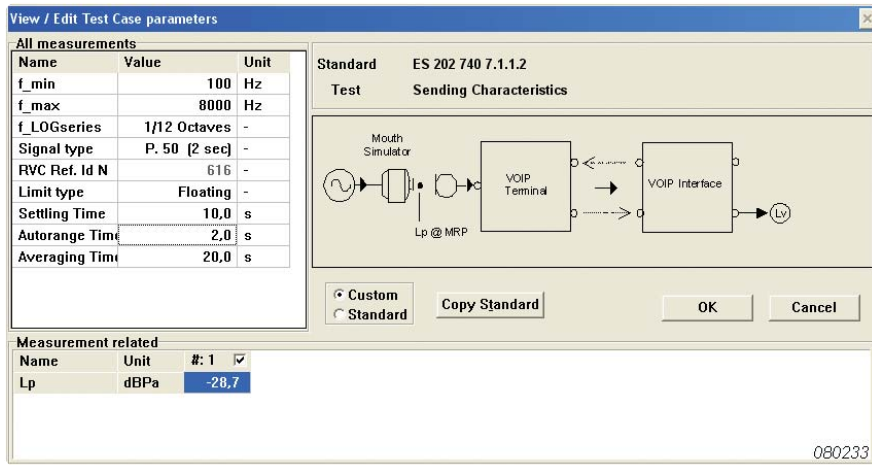 View / Edit Test Case parameters
All measurements
Name Value Unit
f_min 100 Hz
f_max 8000 Hz
f_LOGseries 1/12 Octaves -
Signal type P. 50 (2 sec) -
RVC Ref. Id N 616 -
Limit type Floating -
Settling Time 10,0 s
Autorange Time 2,0 s
Averaging Time 20,0 s
Standard ES 202 740 7.1.1.2
Test Sending Characteristics
Mouth
Simulator
Lp @ MRP
VOIP
Terminal
VOIP Interface
Lv
Custom
Standard
Copy Standard
OK
Cancel
Measurement related
Name Unit #: 1
Lp dBPa -28,7
080233